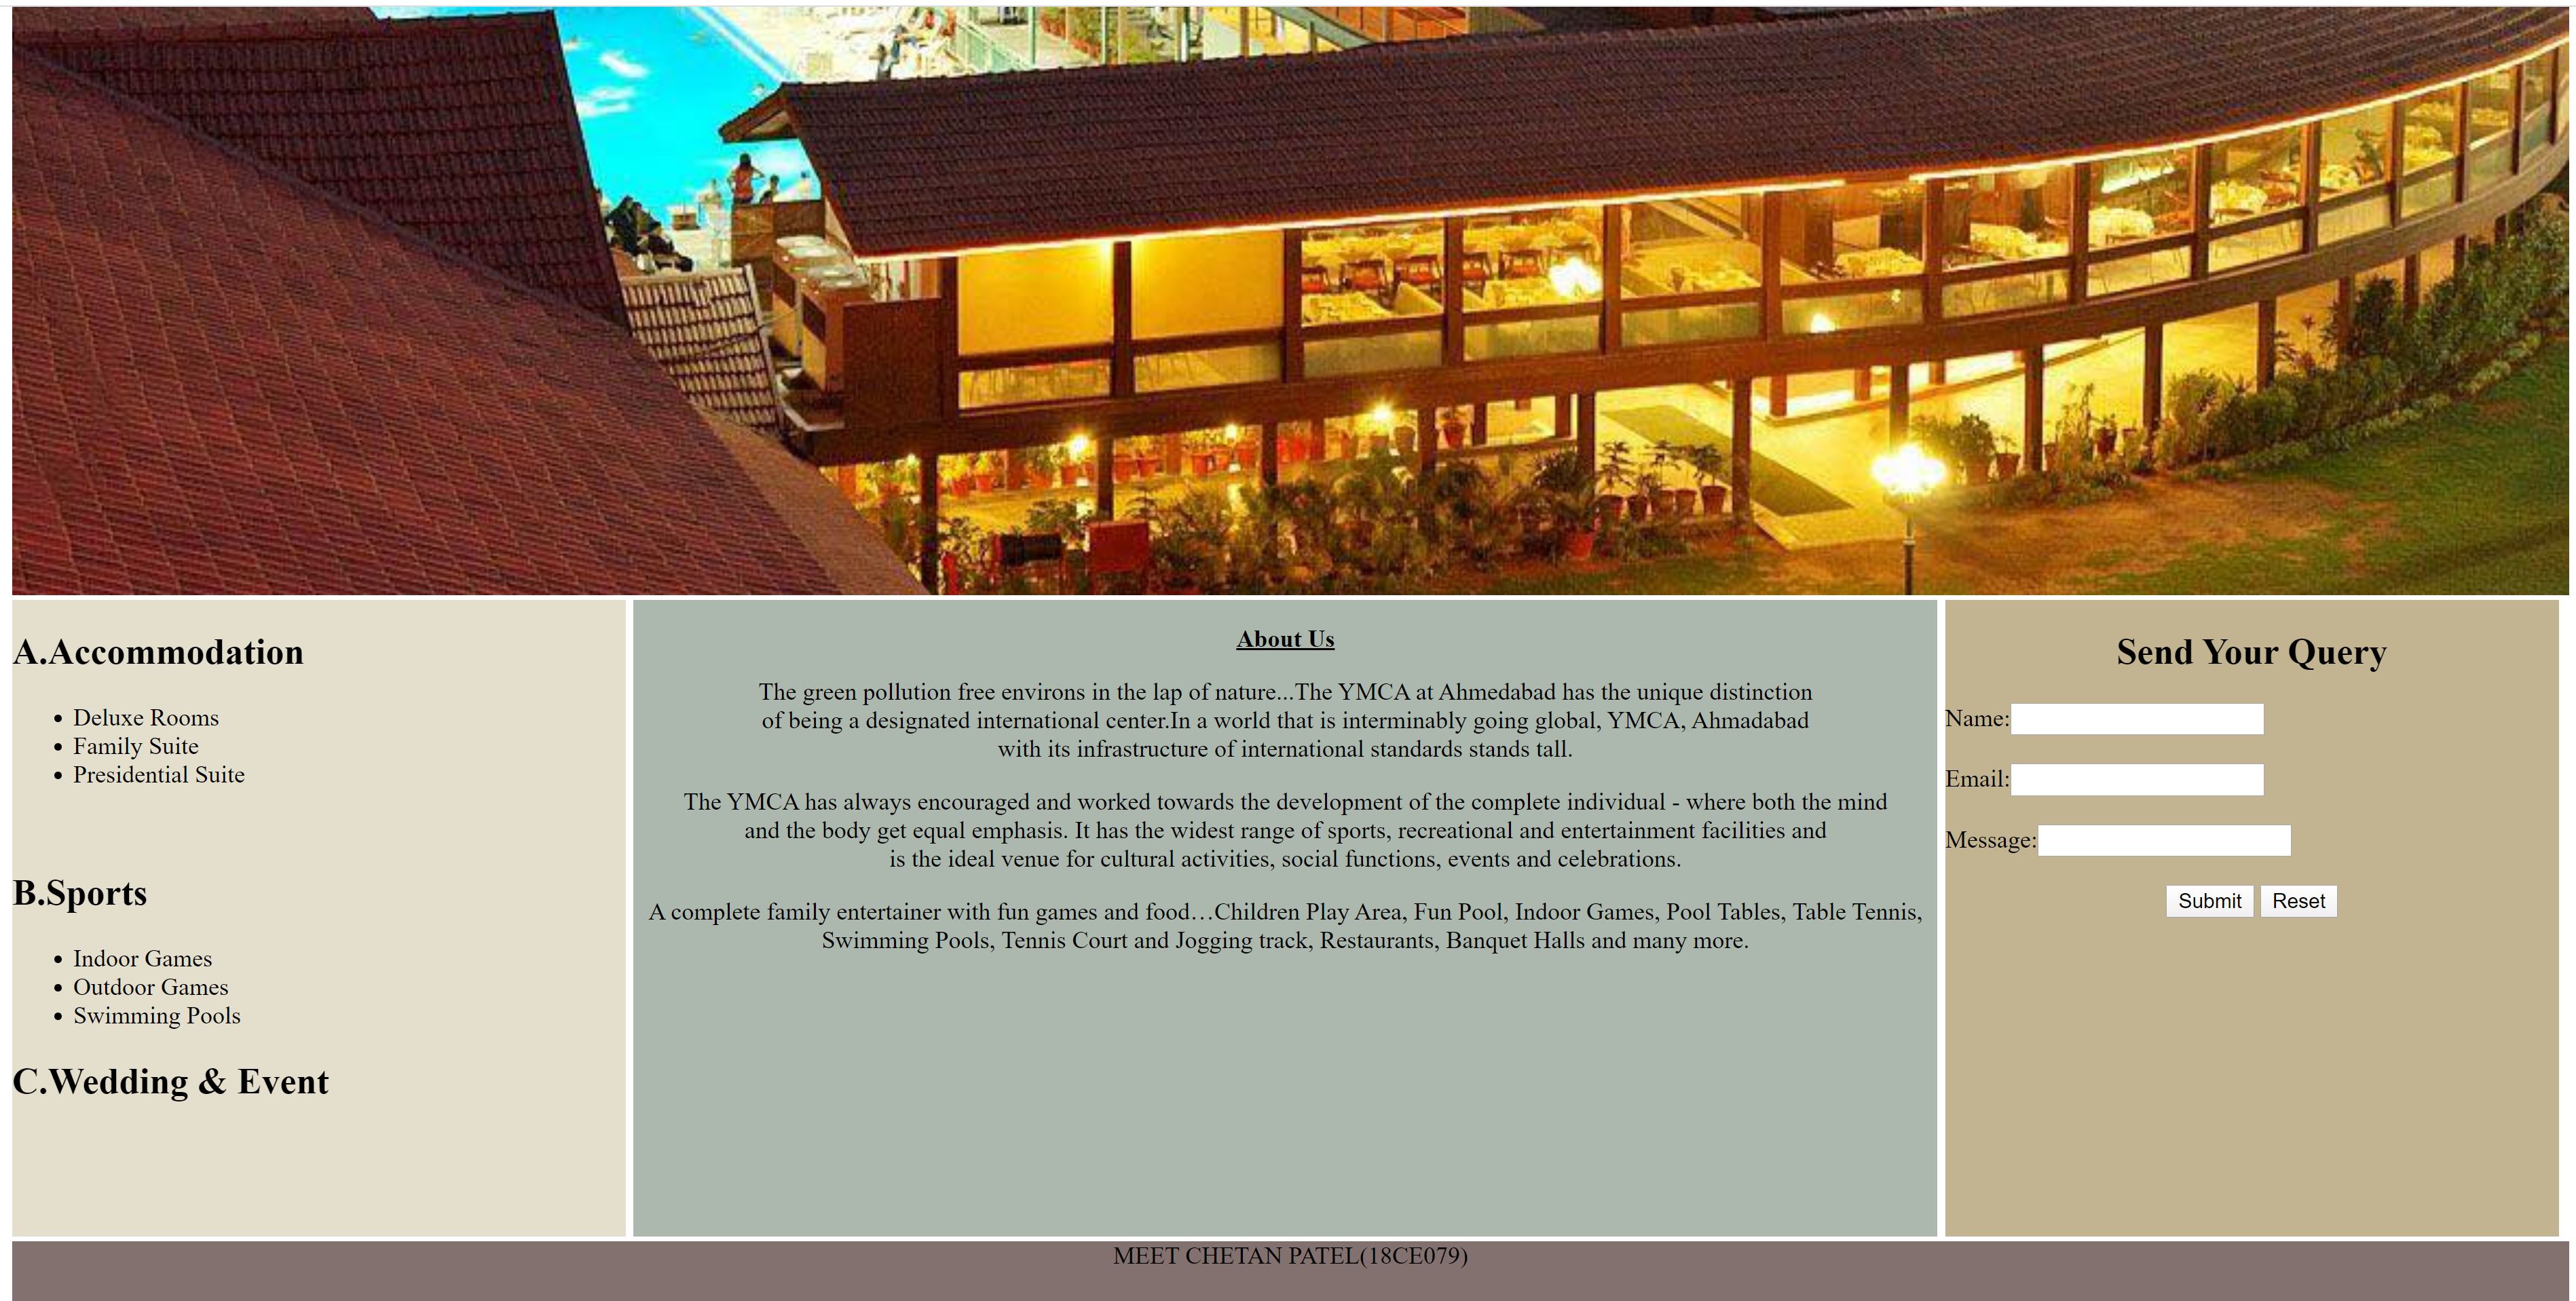 A.Accommodation
• Deluxe Rooms
• Family Suite
• Presidential Suite
B.Sports
• Indoor Games
• Outdoor Games
• Swimming Pools
C.Wedding & Event
About Us
The green pollution free environs in the lap of nature...The YMCA at Ahmedabad has the unique distinction
of being a designated international center.In a world that is interminably going global, YMCA, Ahmadabad
with its infrastructure of international standards stands tall.
The YMCA has always encouraged and worked towards the development of the complete individual - where both the mind
and the body get equal emphasis. It has the widest range of sports, recreational and entertainment facilities and
is the ideal venue for cultural activities, social functions, events and celebrations.
A complete family entertainer with fun games and food…Children Play Area, Fun Pool, Indoor Games, Pool Tables, Table Tennis,
Swimming Pools, Tennis Court and Jogging track, Restaurants, Banquet Halls and many more.
Send Your Query
Name:
Email:
Message:
Submit Reset
MEET CHETAN PATEL(18CE079)